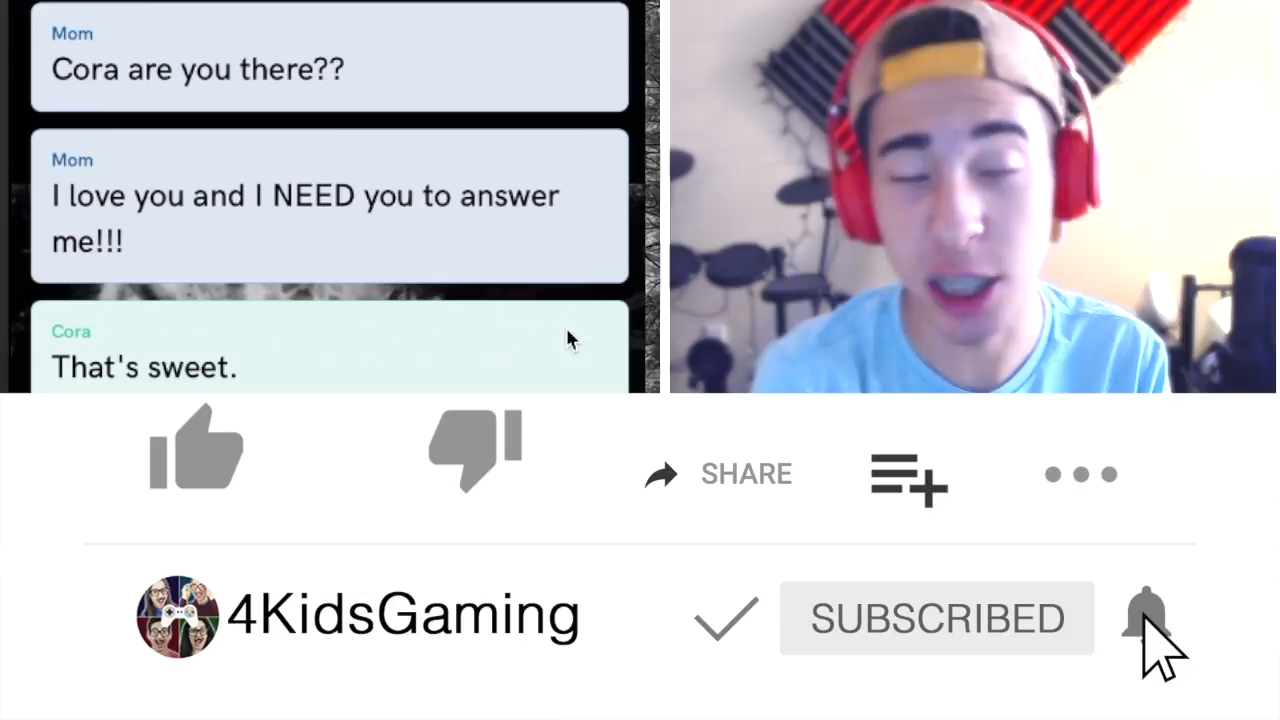 Mom
Cora are you there??
Mom
I love you and I NEED you to answer
me!!!
Cora
That's sweet.
SHARE
4KidsGaming
SUBSCRIBED